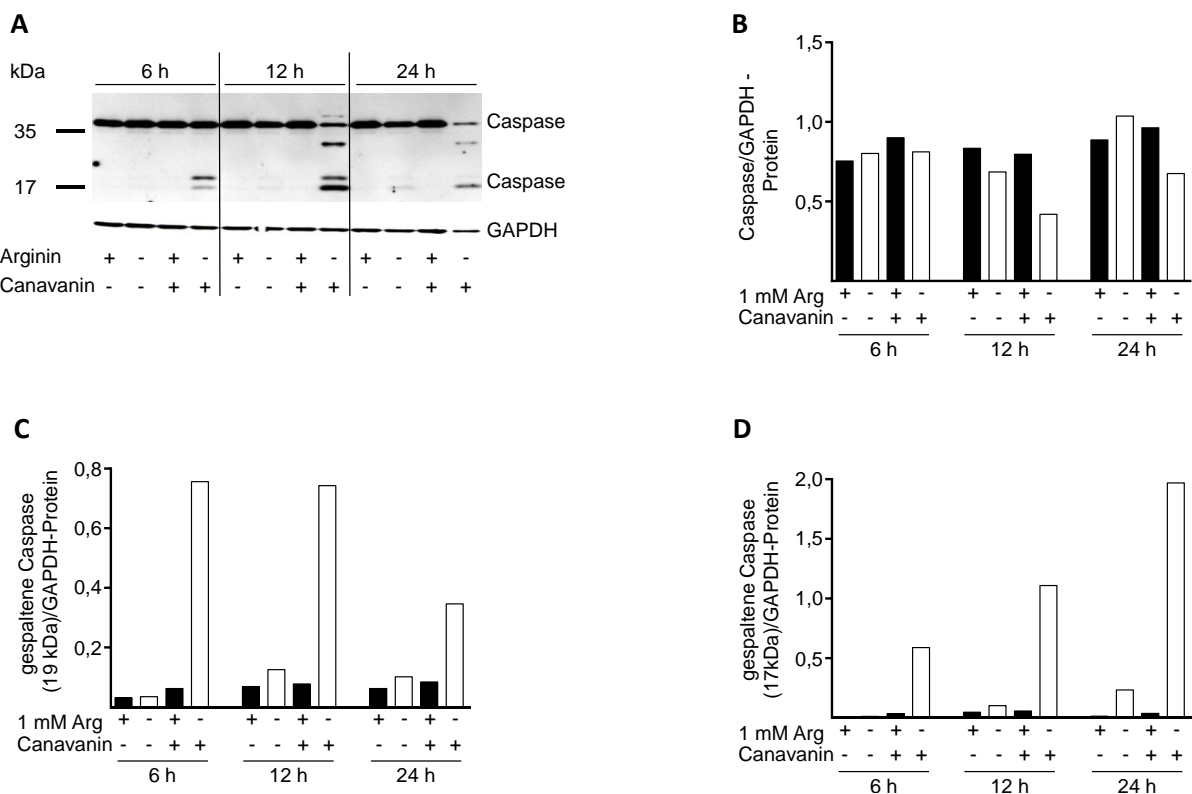 A
kDa
6 h 12 h 24 h
35
Caspase
17
Caspase
GAPDH
Arginin + - + - + - + - + - + -
Canavanin - - + + - - + + - - + +
B
Caspase/GAPDH -
Protein
1,5
1,0
0,5
1 mM Arg + - + - + - + - + - + -
Canavanin - - + + - - + + - - + +
6 h 12 h 24 h
C
gespaltene Caspase
(19 kDa)/GAPDH-Protein
0,8
0,6
0,4
0,2
1 mM Arg + - + - + - + - + - + -
Canavanin - - + + - - + + - - + +
6 h 12 h 24 h
D
gespaltene Caspase
(17kDa)/GAPDH-Protein
2,0
1,5
1,0
0,5
1 mM Arg + - + - + - + - + - + -
Canavanin - - + + - - + + - - + +
6 h 12 h 24 h